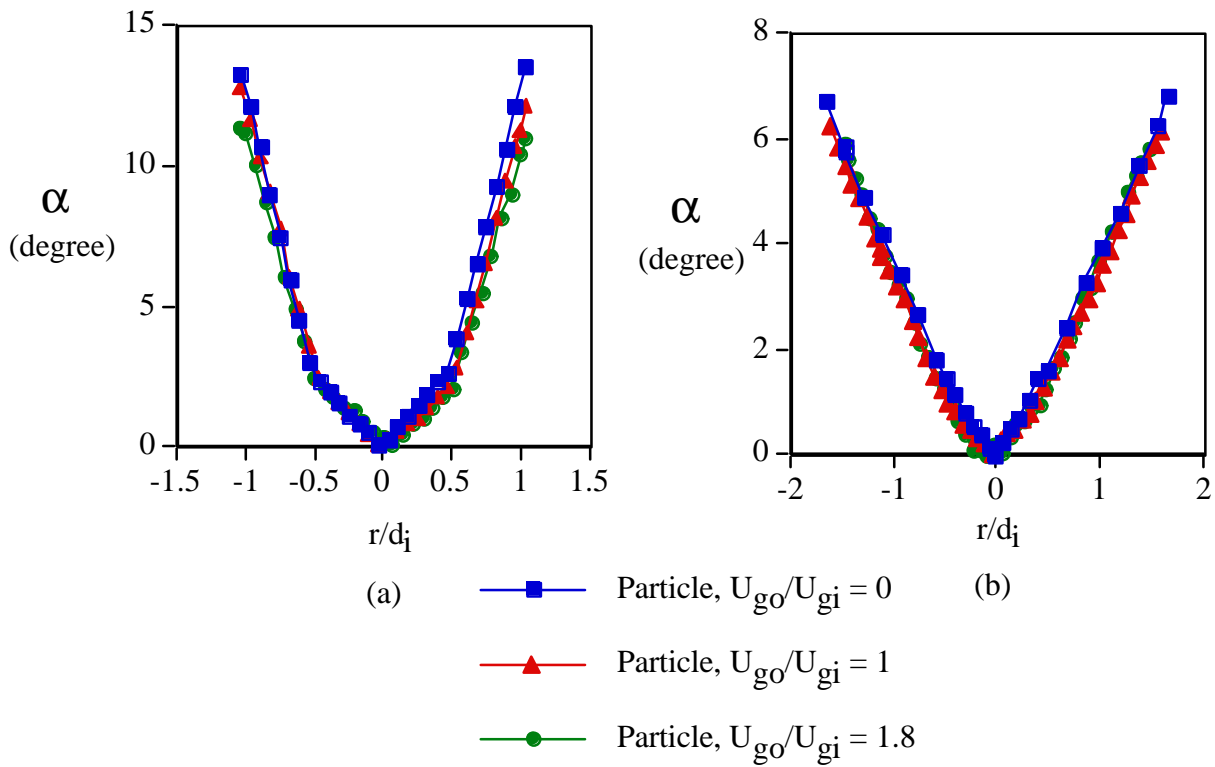 15
10
5
0
α
(degree)
-1.5 -1 -0.5 0 0.5 1 1.5
r/di
(a)
8
6
4
2
0
α
(degree)
-2 -1 0 1 2
r/di
(b)
Particle, Ugo/Ugi = 0
Particle, Ugo/Ugi = 1
Particle, Ugo/Ugi = 1.8